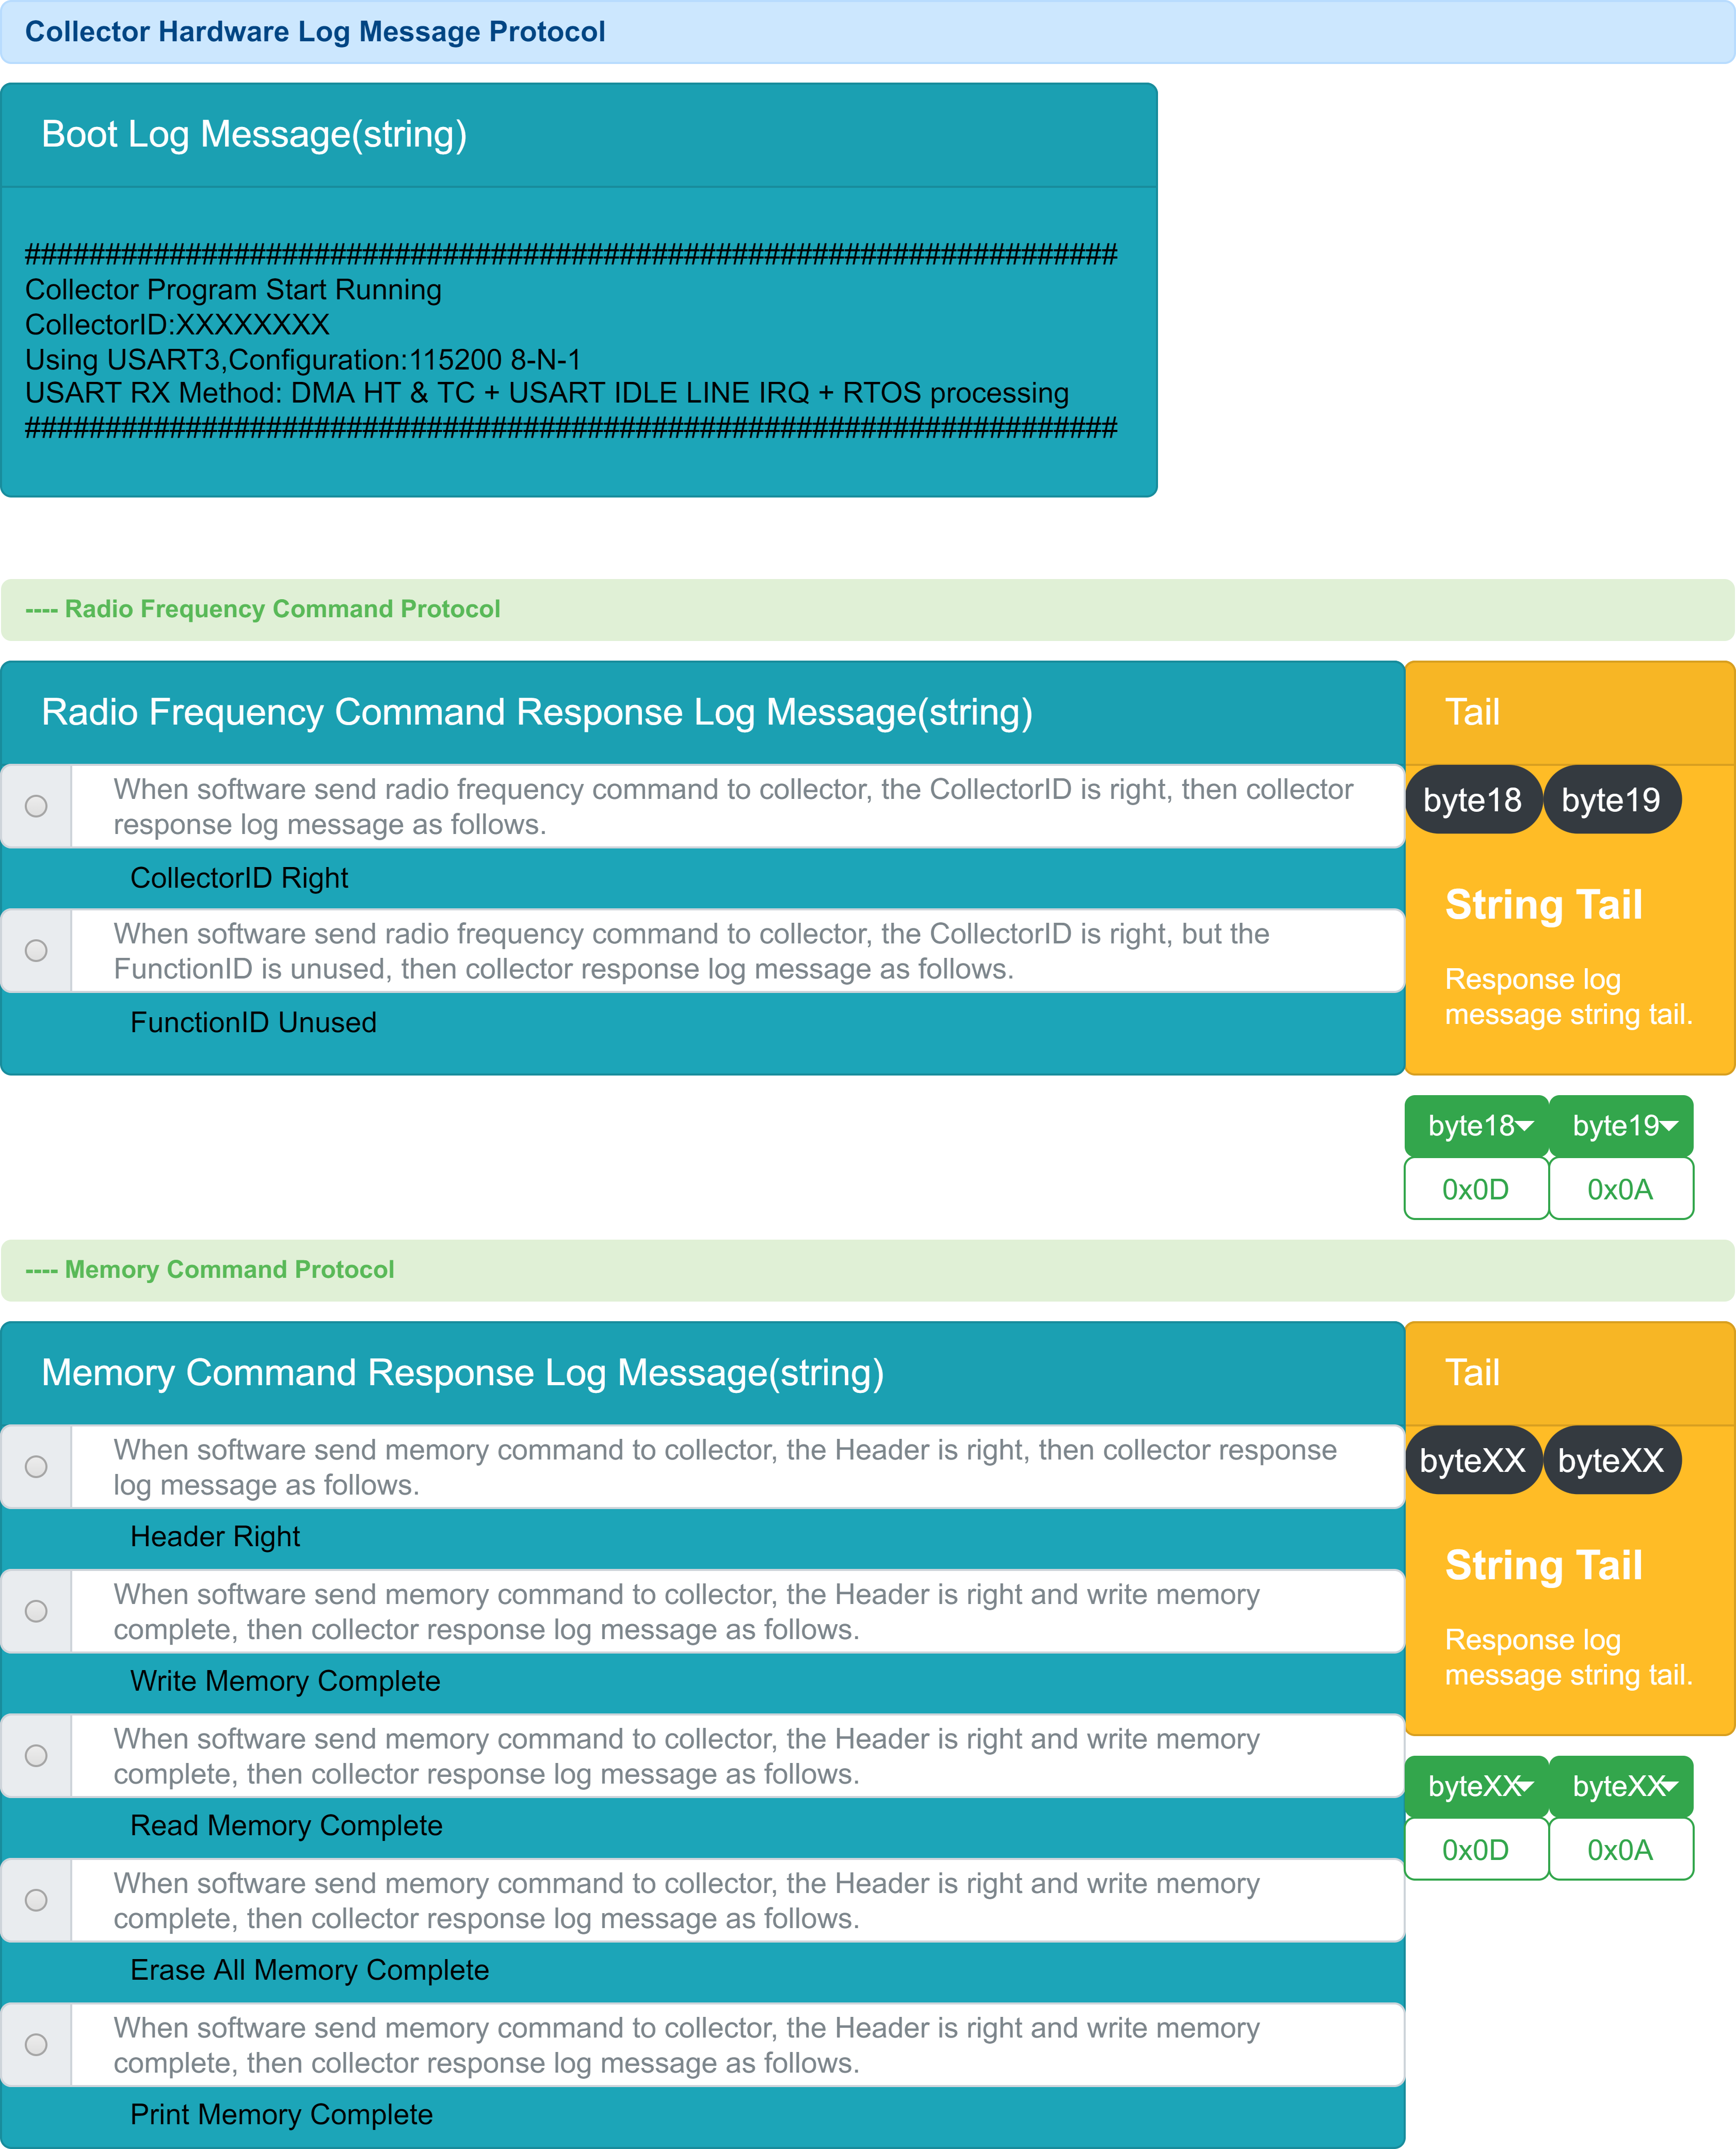 Collector Hardware Log Message Protocol
Boot Log Message(string)
####################################################################
Collector Program Start Running
CollectorID:XXXXXXXX
Using USART3,Configuration:115200 8-N-1
USART RX Method: DMA HT & TC + USART IDLE LINE IRQ + RTOS processing
####################################################################
---- Radio Frequency Command Protocol
Radio Frequency Command Response Log Message(string)
When software send radio frequency command to collector, the CollectorID is right, then collector
response log message as follows.
CollectorID Right
When software send radio frequency command to collector, the CollectorID is right, but the
FunctionID is unused, then collector response log message as follows.
FunctionID Unused
Tail
byte18 byte19
String Tail
Response log
message string tail.
byte18 byte19
0x0D 0x0A
---- Memory Command Protocol
Memory Command Response Log Message(string)
When software send memory command to collector, the Header is right, then collector response
log message as follows.
Header Right
When software send memory command to collector, the Header is right and write memory
complete, then collector response log message as follows.
Write Memory Complete
When software send memory command to collector, the Header is right and write memory
complete, then collector response log message as follows.
Read Memory Complete
When software send memory command to collector, the Header is right and write memory
complete, then collector response log message as follows.
Erase All Memory Complete
When software send memory command to collector, the Header is right and write memory
complete, then collector response log message as follows.
Print Memory Complete
Tail
byteXX byteXX
String Tail
Response log
message string tail.
byteXX byteXX
0x0D 0x0A